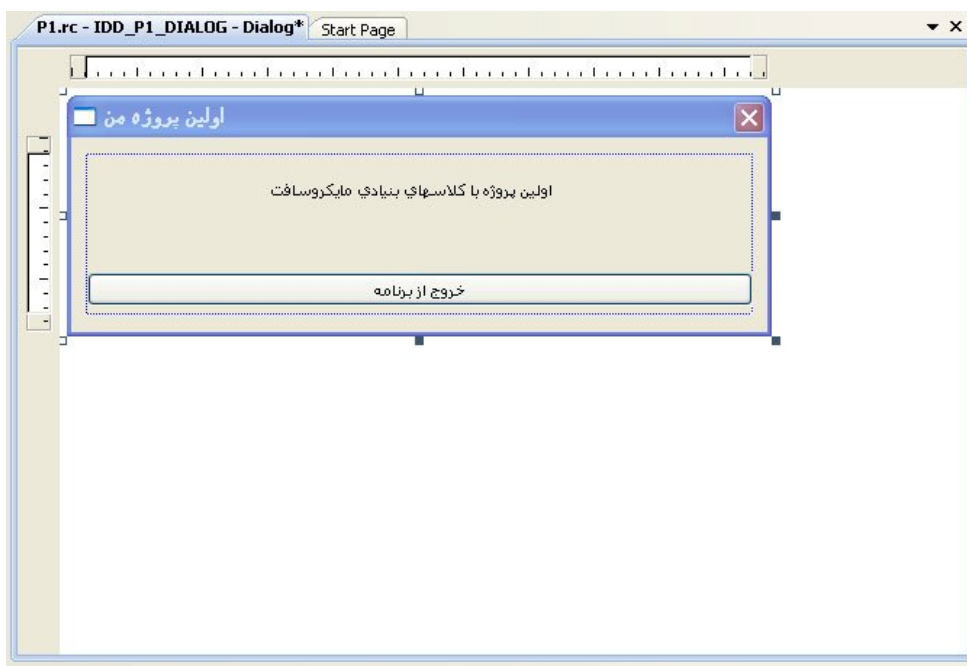 P1.rc - IDD_P1_DIALOG - Dialog* Start Page
اولین پروژه من
اولین پروژه با کلاسهاي بنيادي مايکروسافت
خروج از برنامه